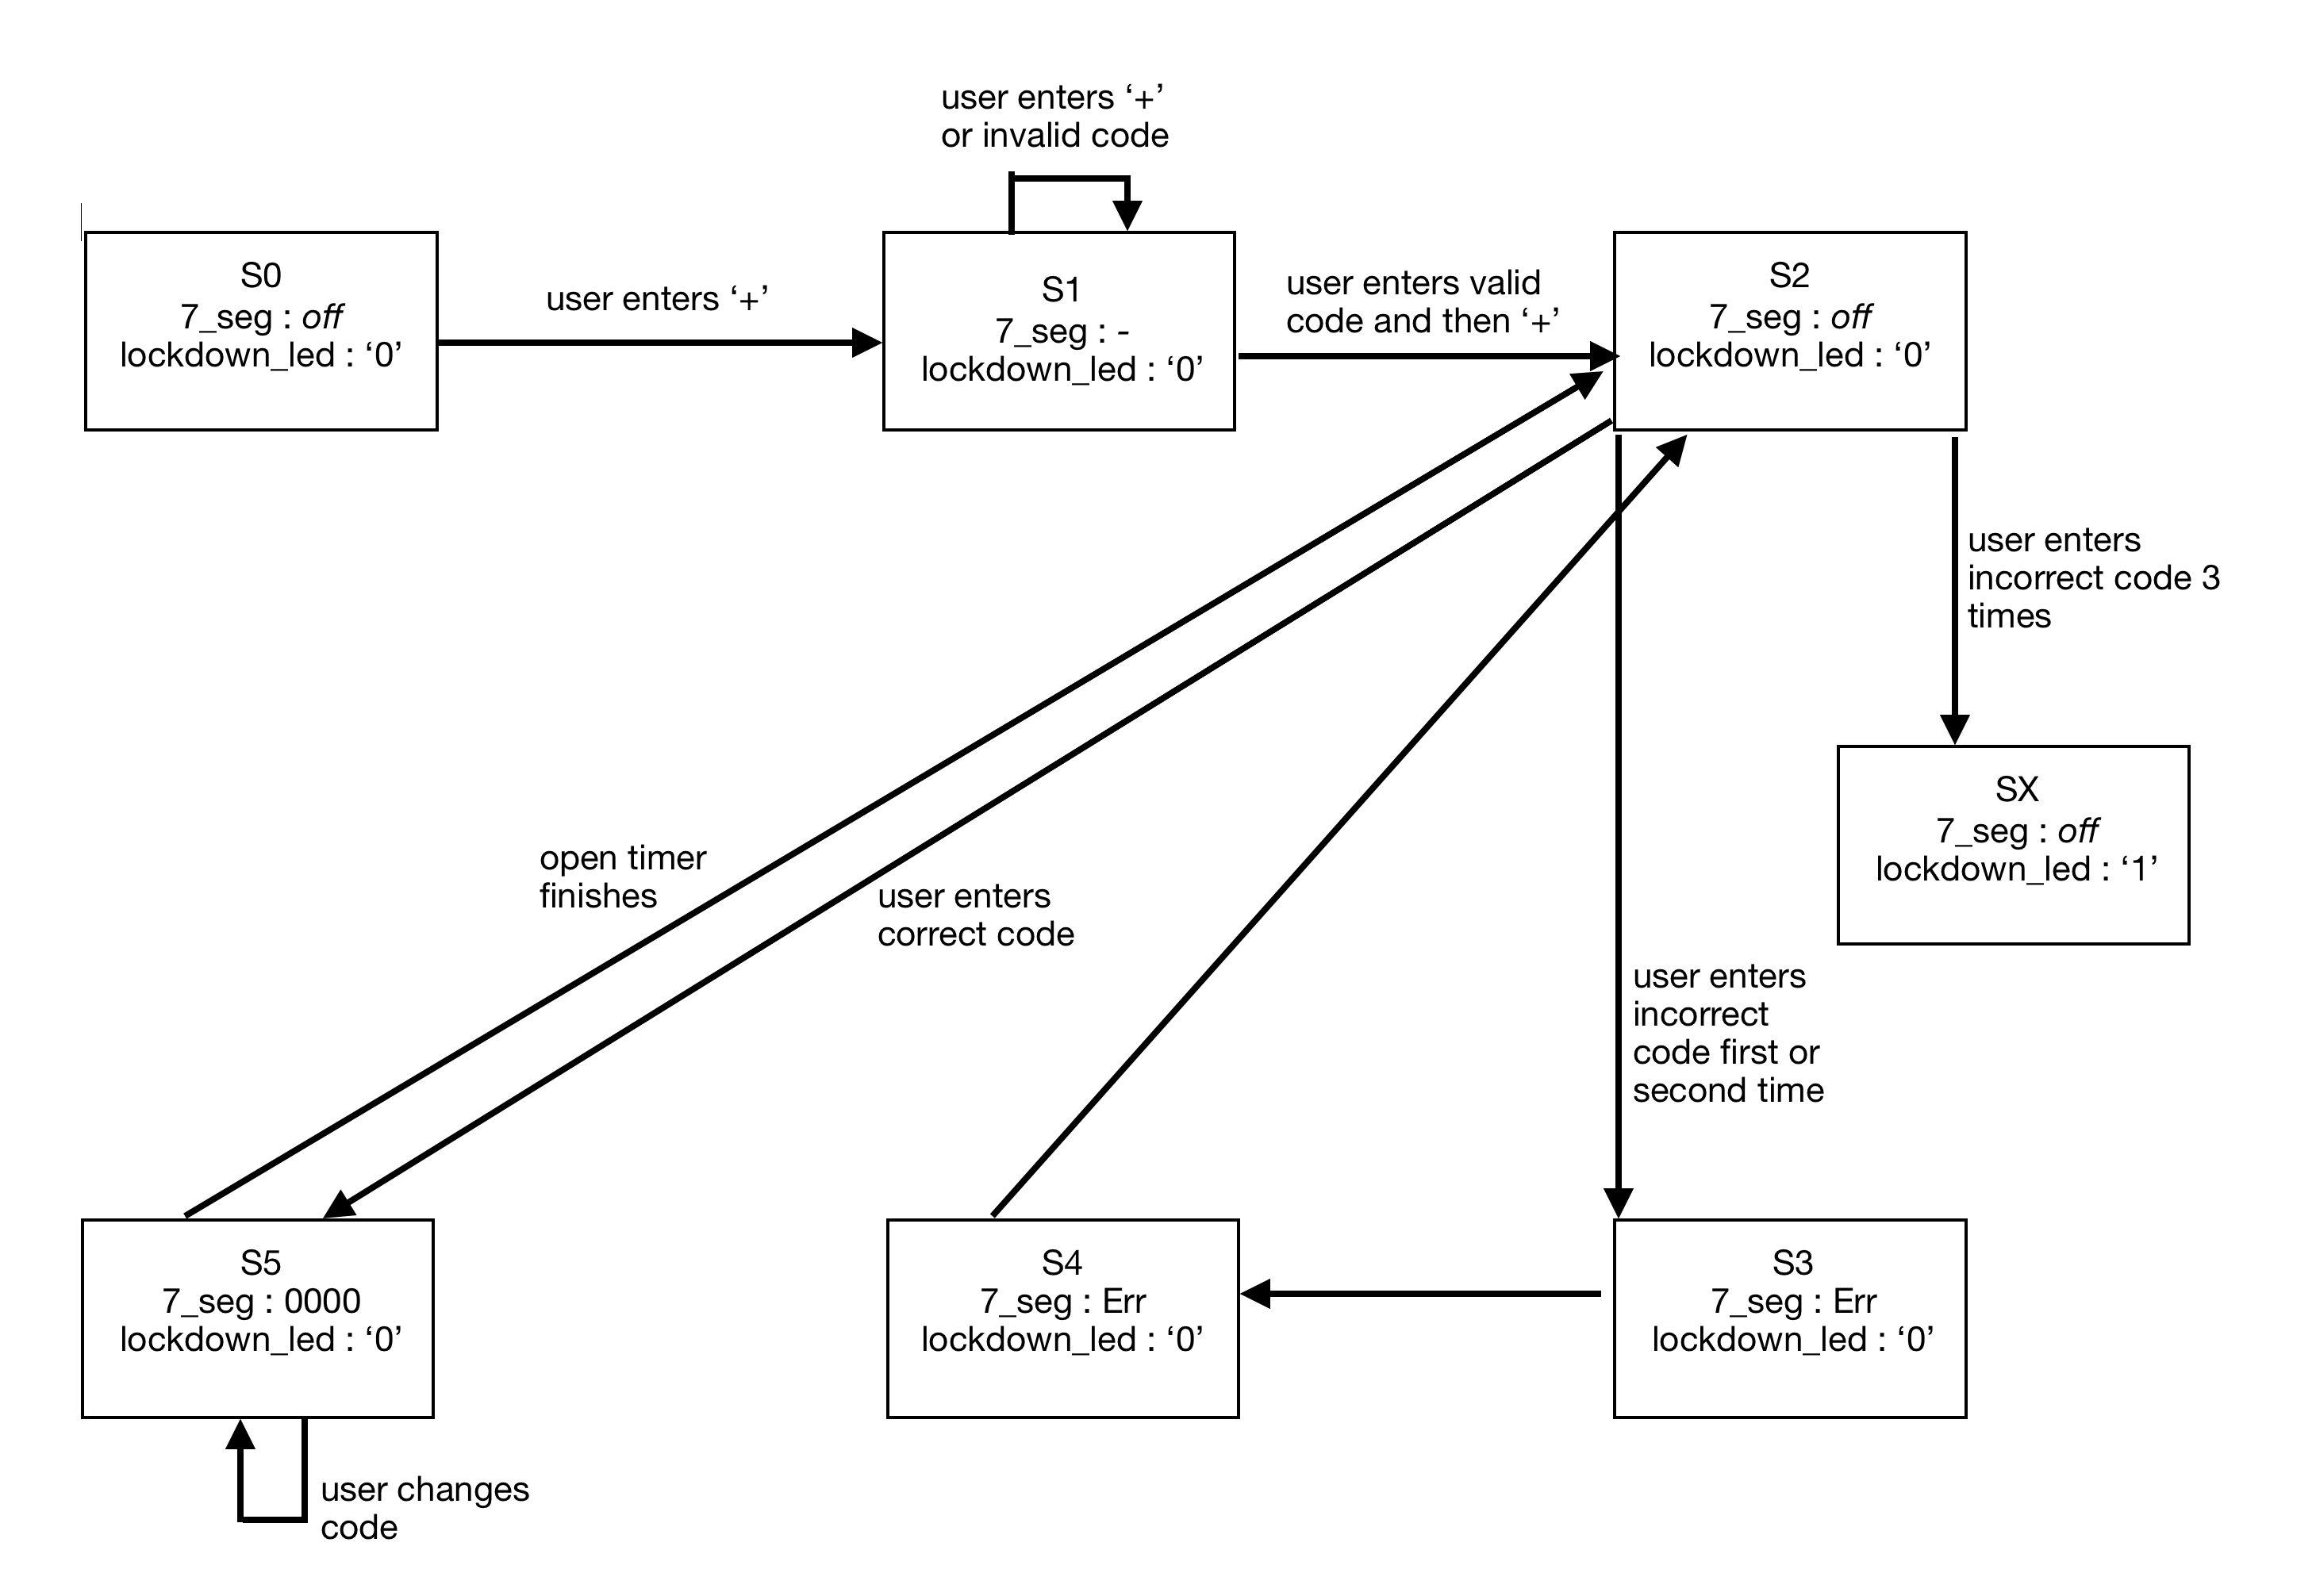 user enters ‘+’
or invalid code
S0
7_seg : off
lockdown_led : ‘0’
user enters ‘+’
S1
7_seg : -
lockdown_led : ‘0’
user enters valid
code and then ‘+’
S2
7_seg : off
lockdown_led : ‘0’
user enters
incorrect code 3
times
SX
7_seg : off
lockdown_led : ‘1’
open timer
finishes
user enters
correct code
user enters
incorrect
code first or
second time
S5
7_seg : 0000
lockdown_led : ‘0’
S4
7_seg : Err
lockdown_led : ‘0’
S3
7_seg : Err
lockdown_led : ‘0’
user changes
code